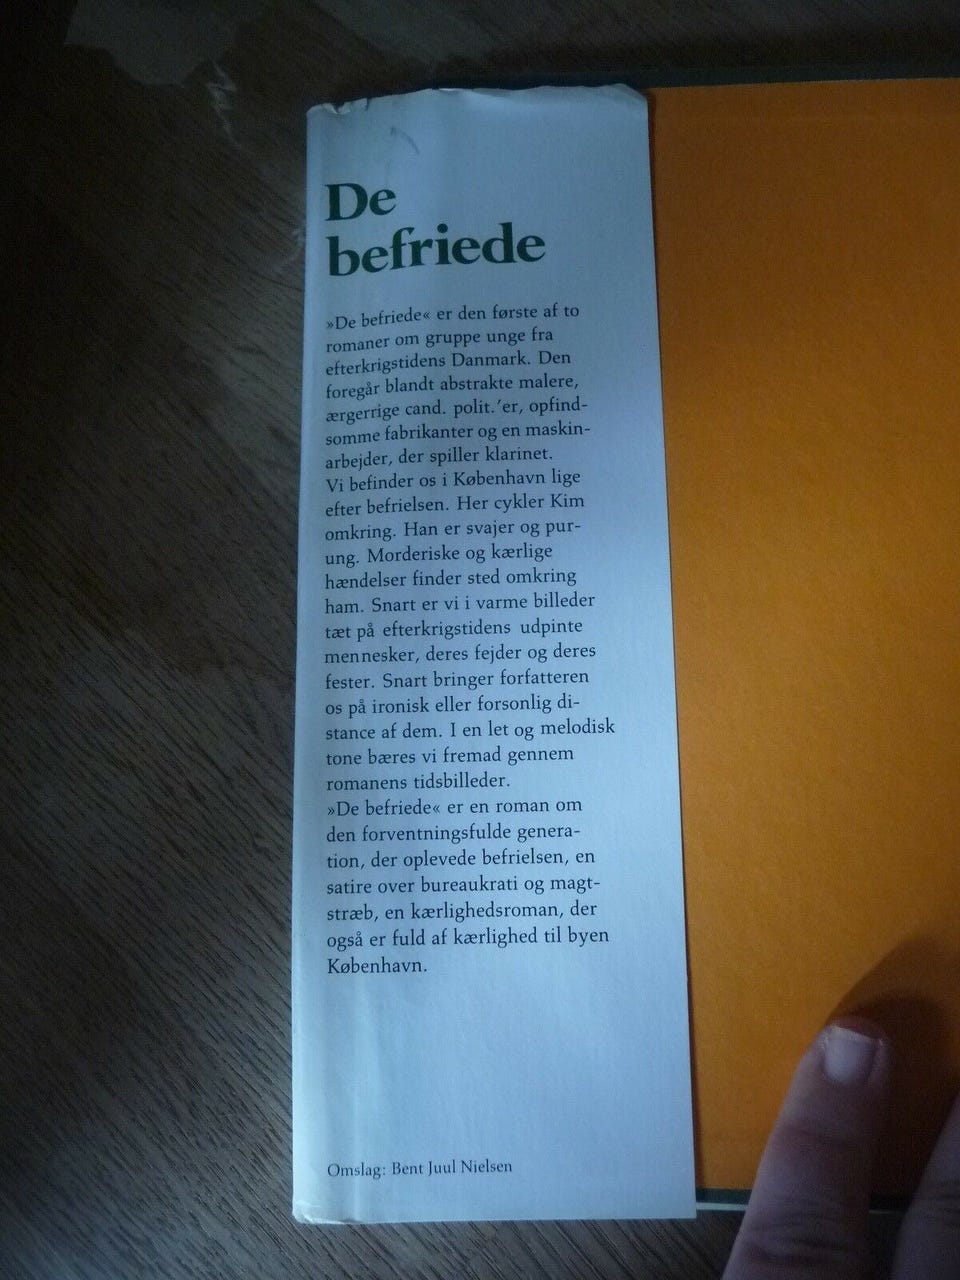 De
befriede
»De befriede« er den første af to
romaner om gruppe unge fra
efterkrigstidens Danmark. Den
foregår blandt abstrakte malere,
ærgerrige cand. polit.'er, opfind-
somme fabrikanter og en maskin-
arbejder, der spiller klarinet.
Vi befinder os i København lige
efter befrielsen. Her cykler Kim
omkring. Han er svajer og pur-
ung. Morderiske og kærlige
hændelser finder sted omkring
ham. Snart er vi i varme billeder
tæt på efterkrigstidens udpinte
mennesker, deres fejder og deres
fester. Snart bringer forfatteren
os på ironisk eller forsonlig di-
stance af dem. I en let og melodisk
tone bæres vi fremad gennem
romanens tidsbilleder.
»De befriede« er en roman om
den forventningsfulde genera-
tion, der oplevede befrielsen, en
satire over bureaukrati og magt-
stræb, en kærlighedsroman, der
også er fuld af kærlighed til byen
København.
Omslag: Bent Juul Nielsen